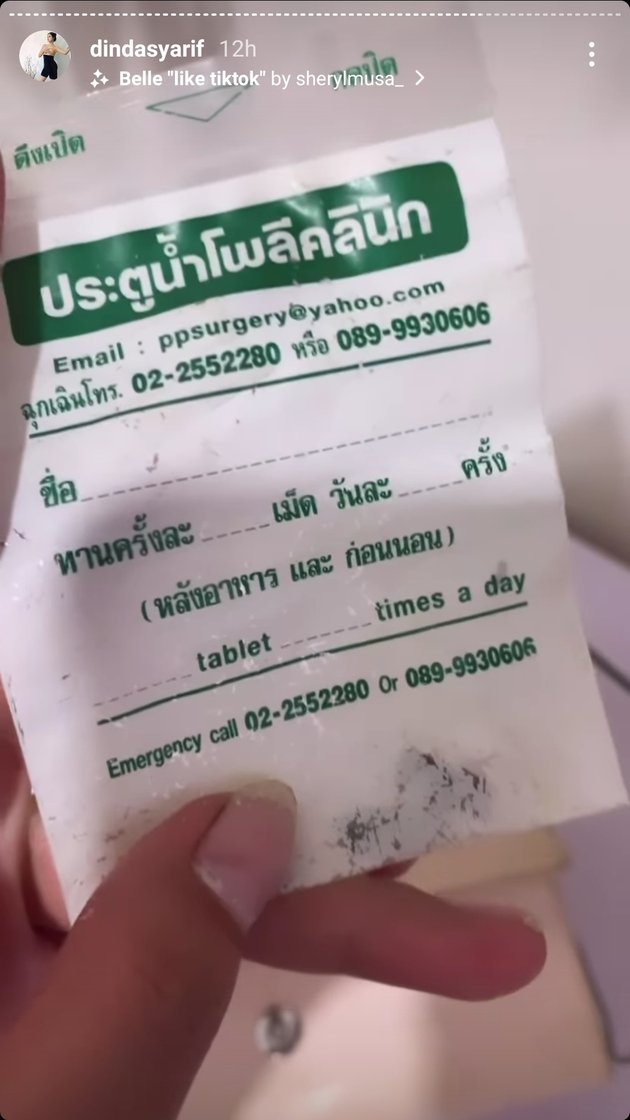 dindasyarif 12h
Belle "like tiktok" by sherylmusa_
ดึงเปิด
ประตูน้ำโพลีคลินิก
Email : ppsurgery@yahoo.com
ฉุกเฉินโทร. 02-2552280 หรือ 089-9930606
ชื่อ
ทานครั้งละ ______ เม็ด วันละ ______ ครั้ง
(หลังอาหาร และ ก่อนนอน)
______ tablet ______ times a day
Emergency call 02-2552280 Or 089-9930606